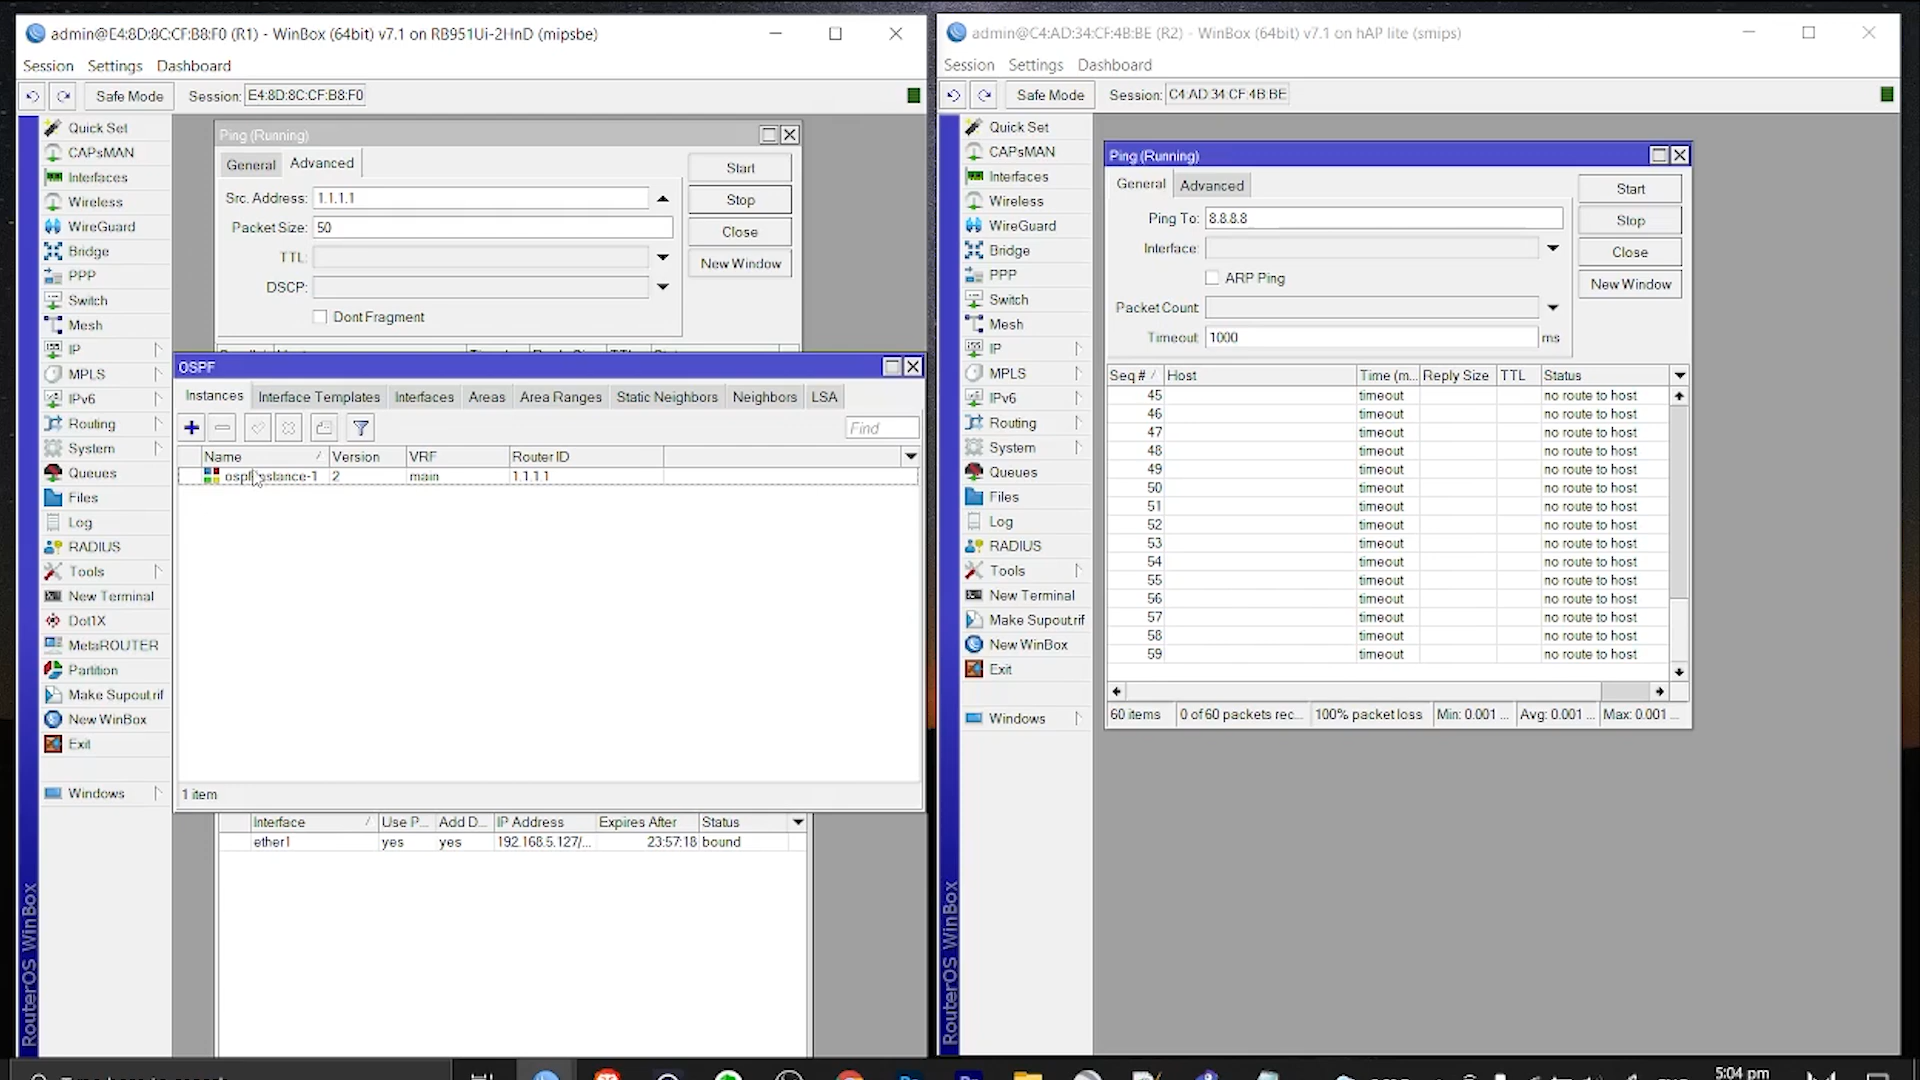 admin@E4:8D:8C:CF:B8:F0 (R1) - WinBox (64bit) v7.1 on RB951Ui-2HnD (mipsbe)
Session Settings Dashboard
Safe Mode Session: E4:8D:8C:CF:B8:F0
Quick Set
CAPsMAN
Interfaces
Wireless
WireGuard
Bridge
PPP
Switch
Mesh
IP
MPLS
IPv6
Routing
System
Queues
Files
Log
RADIUS
Tools
New Terminal
Dot1X
MetaROUTER
Partition
Make Supout.rif
New WinBox
Exit
Windows
RouterOS WinBox
Ping (Running)
General Advanced
Src. Address: 1.1.1.1
Packet Size: 50
TTL:
DSCP:
Dont Fragment
Start
Stop
Close
New Window
OSPF
Instances Interface Templates Interfaces Areas Area Ranges Static Neighbors Neighbors LSA
Find
Name Version VRF Router ID
2 main 1.1.1.1
1 item
Interface Use P... Add D... IP Address Expires After Status
ether1 yes yes 192.168.5.127/... 23:57:18 bound
admin@C4:AD:34:CF:4B:BE (R2) - WinBox (64bit) v7.1 on hAP lite (smips)
Session Settings Dashboard
Safe Mode Session: C4:AD:34:CF:4B:BE
Quick Set
CAPsMAN
Interfaces
Wireless
WireGuard
Bridge
PPP
Switch
Mesh
IP
MPLS
IPv6
Routing
System
Queues
Files
Log
RADIUS
Tools
New Terminal
Make Supout.rif
New WinBox
Exit
Windows
RouterOS WinBox
Ping (Running)
General Advanced
Ping To: 8.8.8.8
Interface:
ARP Ping
Packet Count:
Timeout: 1000 ms
Start
Stop
Close
New Window
Seq # Host Time (m... Reply Size TTL Status
45 timeout no route to host
46 timeout no route to host
47 timeout no route to host
48 timeout no route to host
49 timeout no route to host
50 timeout no route to host
51 timeout no route to host
52 timeout no route to host
53 timeout no route to host
54 timeout no route to host
55 timeout no route to host
56 timeout no route to host
57 timeout no route to host
58 timeout no route to host
59 timeout no route to host
60 items 0 of 60 packets rec... 100% packet loss Min: 0.001 ... Avg: 0.001 ... Max: 0.001 ...
5:04 pm